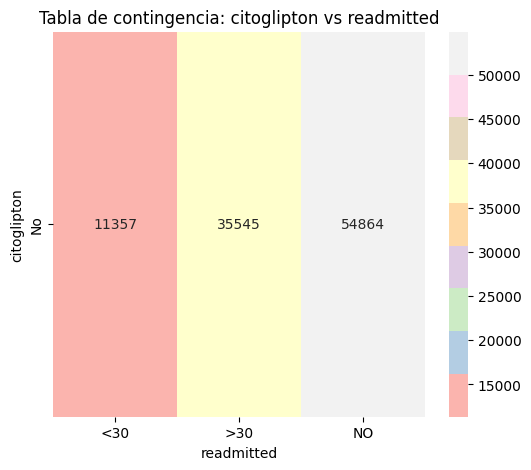 Tabla de contingencia: citoglipton vs readmitted
citoglipton
No
11357 35545 54864
<30 >30 NO
readmitted
50000
45000
40000
35000
30000
25000
20000
15000